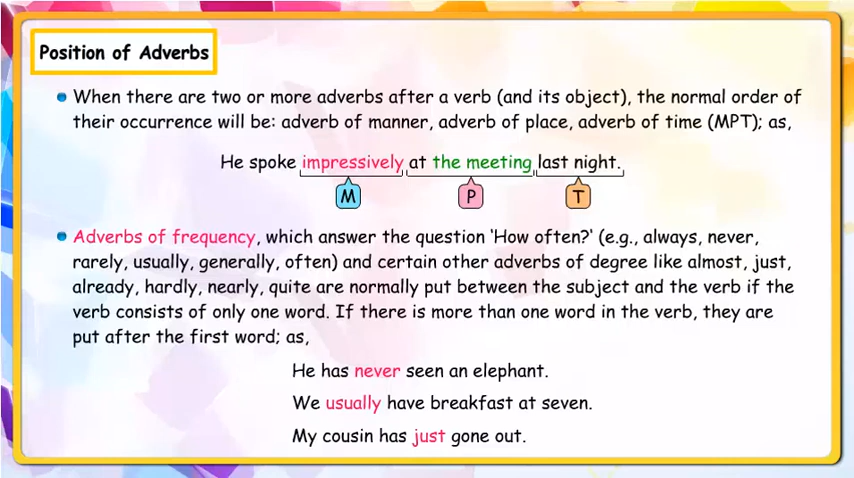 Position of Adverbs
When there are two or more adverbs after a verb (and its object), the normal order of
their occurrence will be: adverb of manner, adverb of place, adverb of time (MPT); as,
He spoke impressively at the meeting last night.
M P T
Adverbs of frequency, which answer the question 'How often?' (e.g., always, never,
rarely, usually, generally, often) and certain other adverbs of degree like almost, just,
already, hardly, nearly, quite are normally put between the subject and the verb if the
verb consists of only one word. If there is more than one word in the verb, they are
put after the first word; as,
He has never seen an elephant.
We usually have breakfast at seven.
My cousin has just gone out.